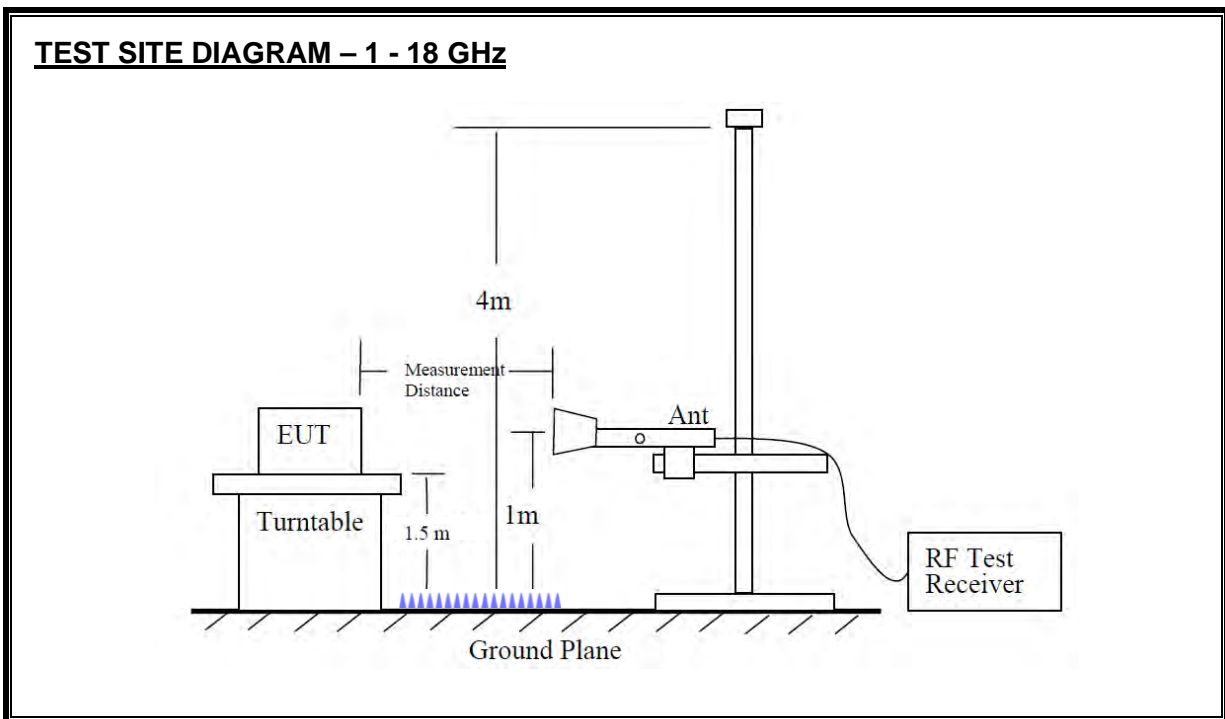 TEST SITE DIAGRAM – 1 - 18 GHz
4m
Measurement
Distance
Ant
EUT
1m
Turntable
1.5 m
RF Test
Receiver
Ground Plane